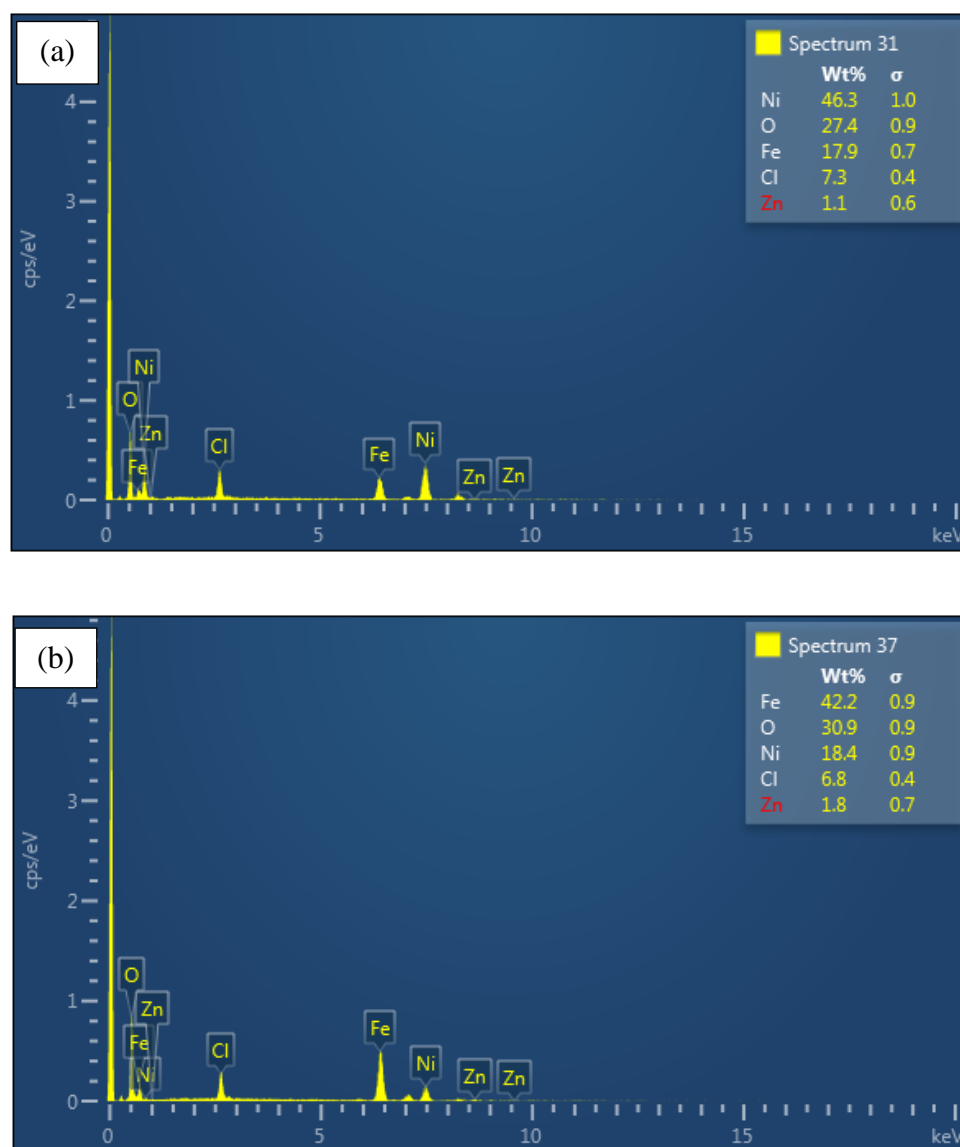 (a)
Spectrum 31
Wt% σ
Ni 46.3 1.0
O 27.4 0.9
Fe 17.9 0.7
Cl 7.3 0.4
Zn 1.1 0.6
4
3
2
1
0
cps/eV
Ni
O
Zn
Fe
Cl
Fe
Ni
Zn
Zn
0 5 10 15 keV
(b)
Spectrum 37
Wt% σ
Fe 42.2 0.9
O 30.9 0.9
Ni 18.4 0.9
Cl 6.8 0.4
Zn 1.8 0.7
4
3
2
1
0
cps/eV
O
Zn
Fe
Ni
Cl
Fe
Ni
Zn
Zn
0 5 10 15 keV